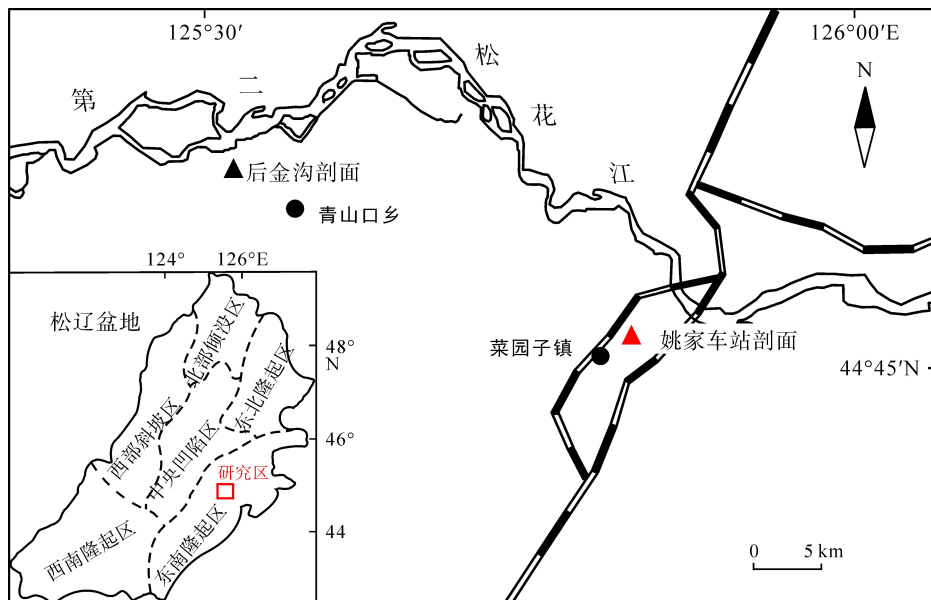 125°30′
126°00′E
第
二
松
花
江
N
后金沟剖面
青山口乡
姚家车站剖面
菜园子镇
44°45′N
0 5 km
124° 126°E
松辽盆地
48°
N
46°
44
北部倾没区
东北隆起区
西部斜坡区
中央凹陷区
研究区
西南隆起区
东南隆起区